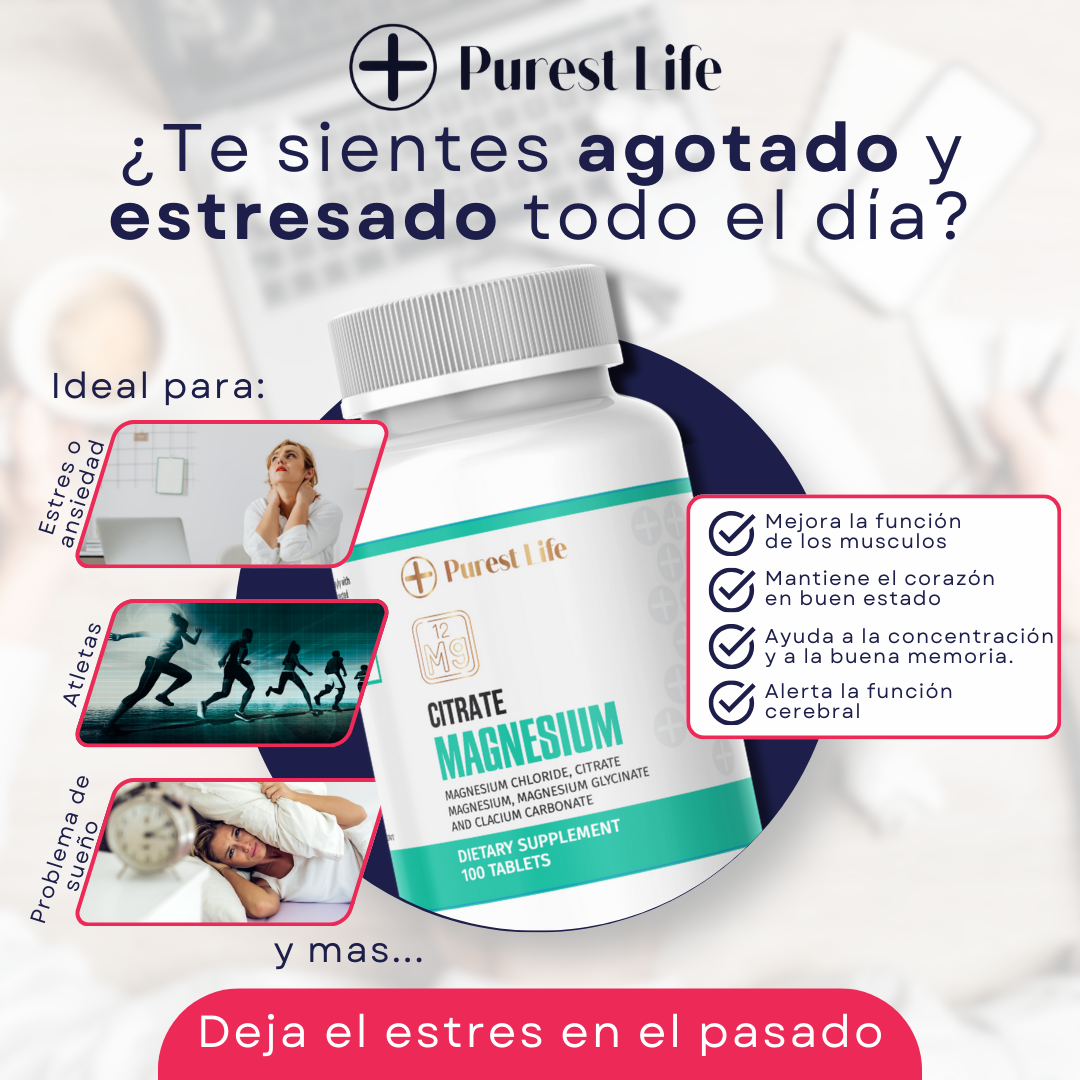 Purest Life
¿Te sientes agotado y
estresado todo el día?
Ideal para:
Estres o
ansiedad
Atletas
Problema de
sueño
y mas...
Purest Life
12
Mg
CITRATE
MAGNESIUM
MAGNESIUM CHLORIDE, CITRATE
MAGNESIUM, MAGNESIUM GLYCINATE
AND CLACIUM CARBONATE
DIETARY SUPPLEMENT
100 TABLETS
Mejora la función
de los musculos
Mantiene el corazón
en buen estado
Ayuda a la concentración
y a la buena memoria.
Alerta la función
cerebral
Deja el estres en el pasado